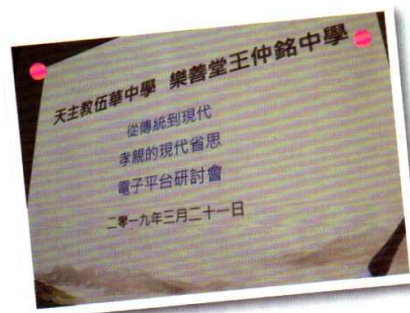 天主教伍華中學 樂善堂王仲銘中學
從傳統到現代
孝親的現代省思
電子平台研討會
二零一九年三月二十一日